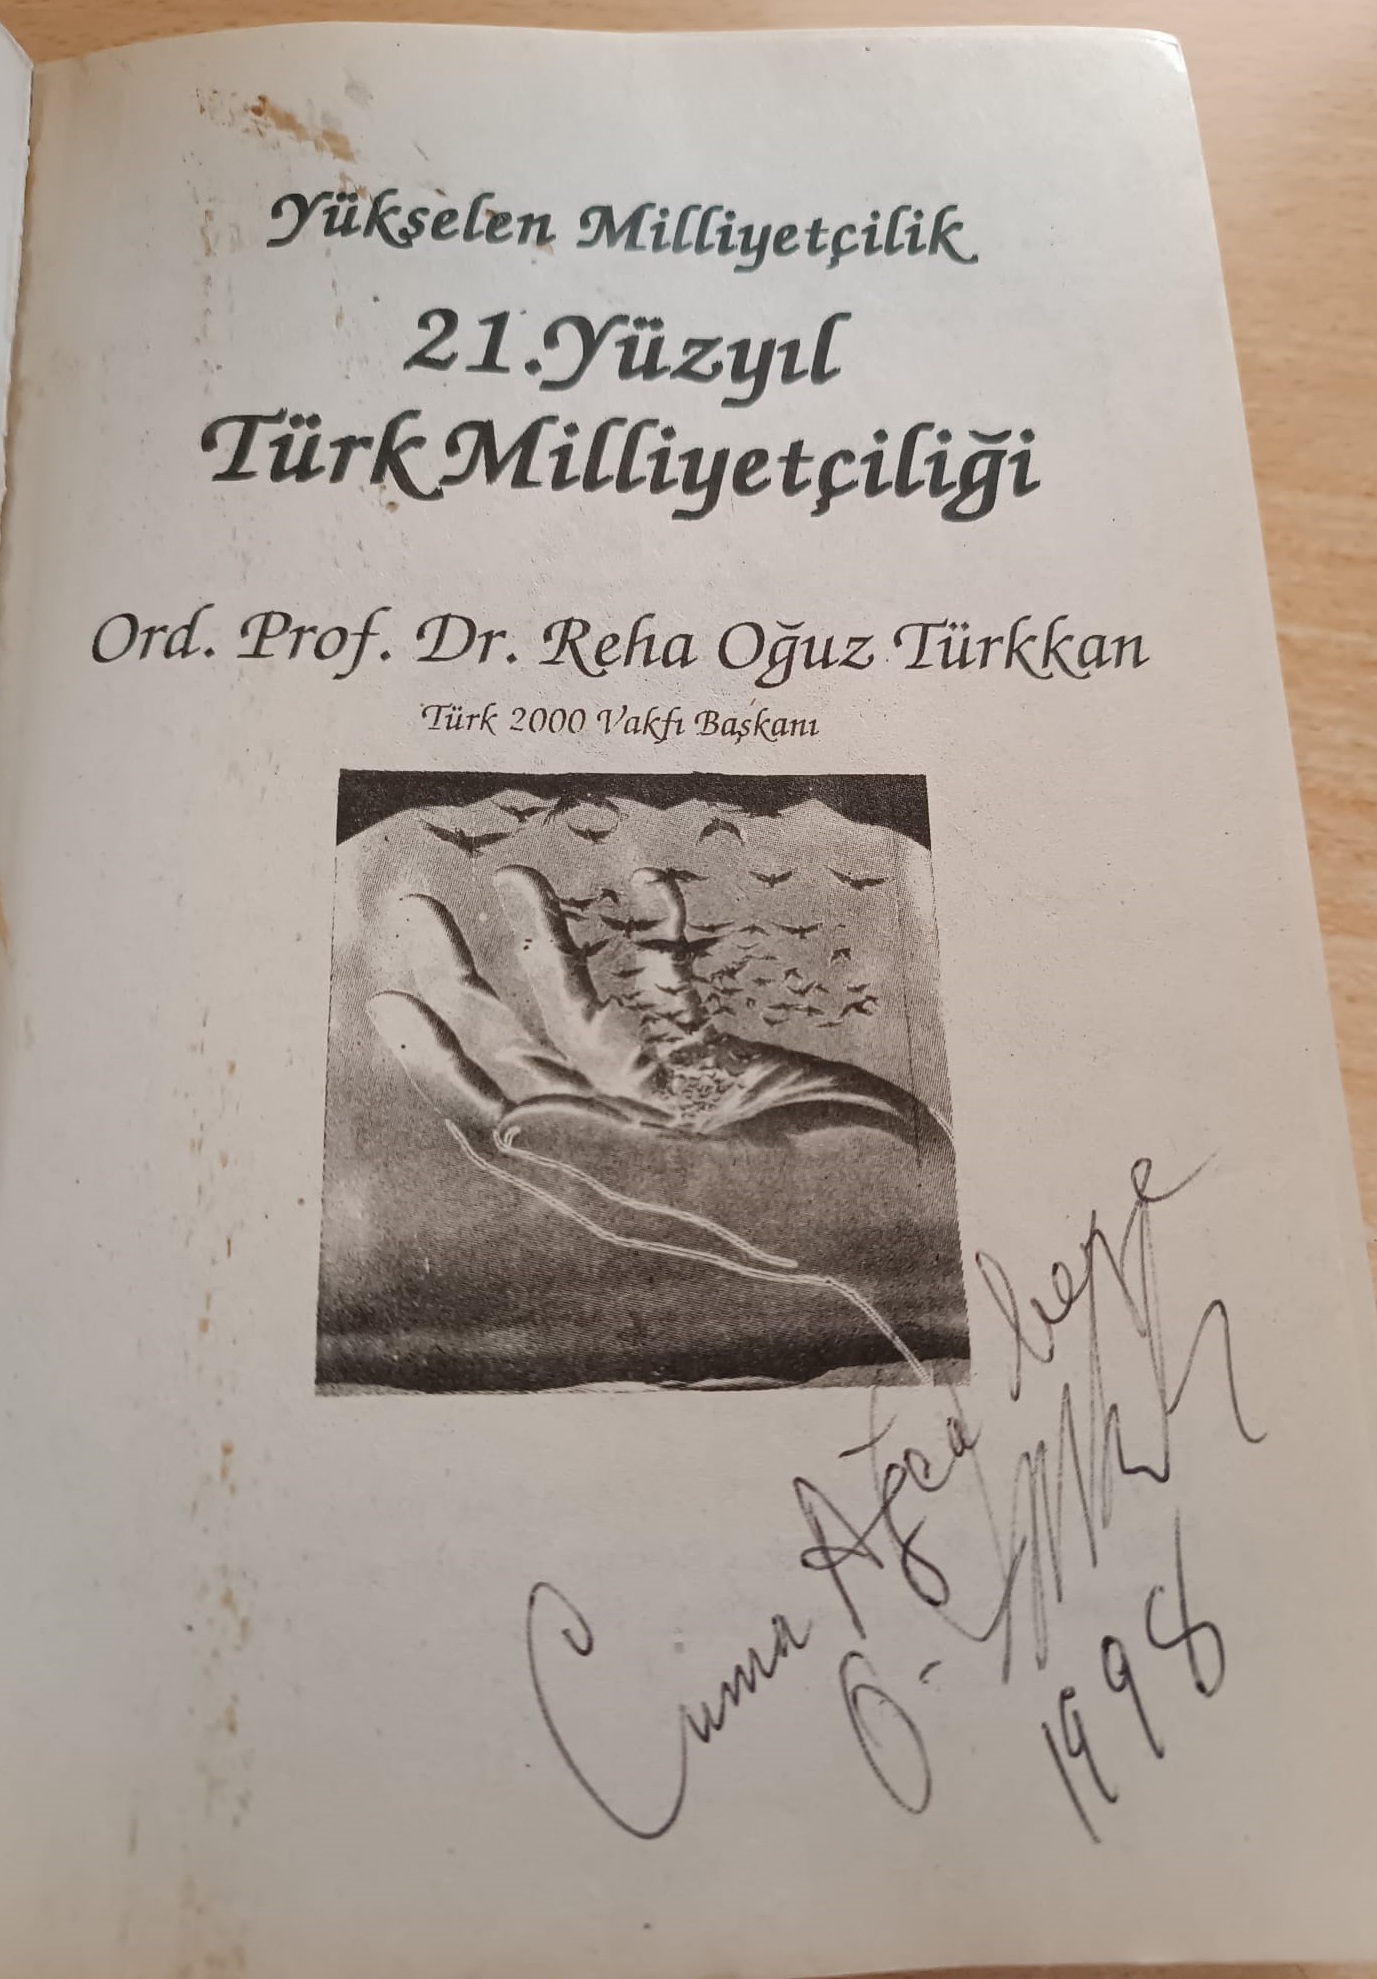 Yükselen Milliyetçilik
21.Yüzyıl
Türk Milliyetçiliği
Ord. Prof. Dr. Reha Oğuz Türkkan
Türk 2000 Vakfı Başkanı
Cuma Ağca beye
1998